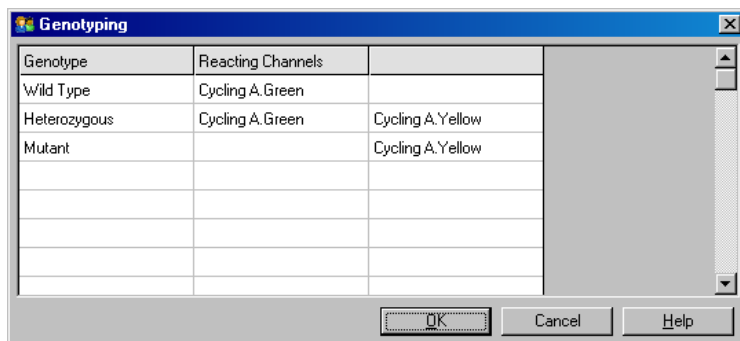 Genotyping
Genotype Reacting Channels
Wild Type Cycling A.Green
Heterozygous Cycling A.Green Cycling A.Yellow
Mutant Cycling A.Yellow
OK Cancel Help